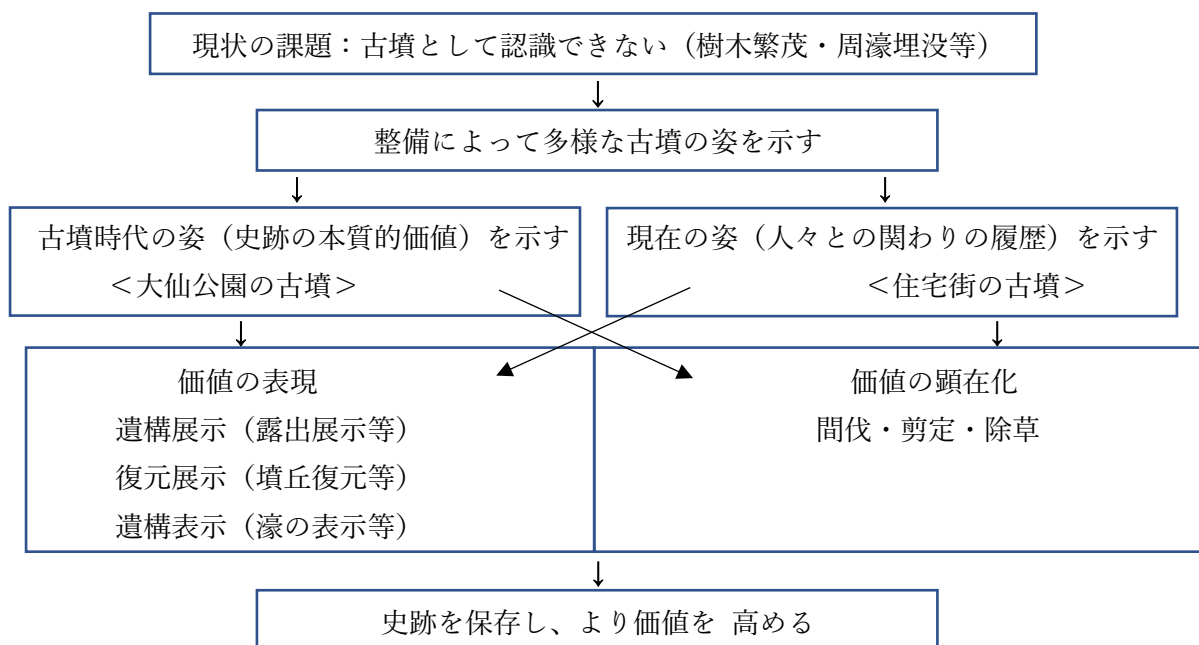 現状の課題：古墳として認識できない（樹木繁茂・周濠埋没等）
整備によって多様な古墳の姿を示す
古墳時代の姿（史跡の本質的価値）を示す
＜大仙公園の古墳＞
現在の姿（人々との関わりの履歴）を示す
＜住宅街の古墳＞
価値の表現
遺構展示（露出展示等）
復元展示（墳丘復元等）
遺構表示（濠の表示等）
価値の顕在化
間伐・剪定・除草
史跡を保存し、より価値を 高める